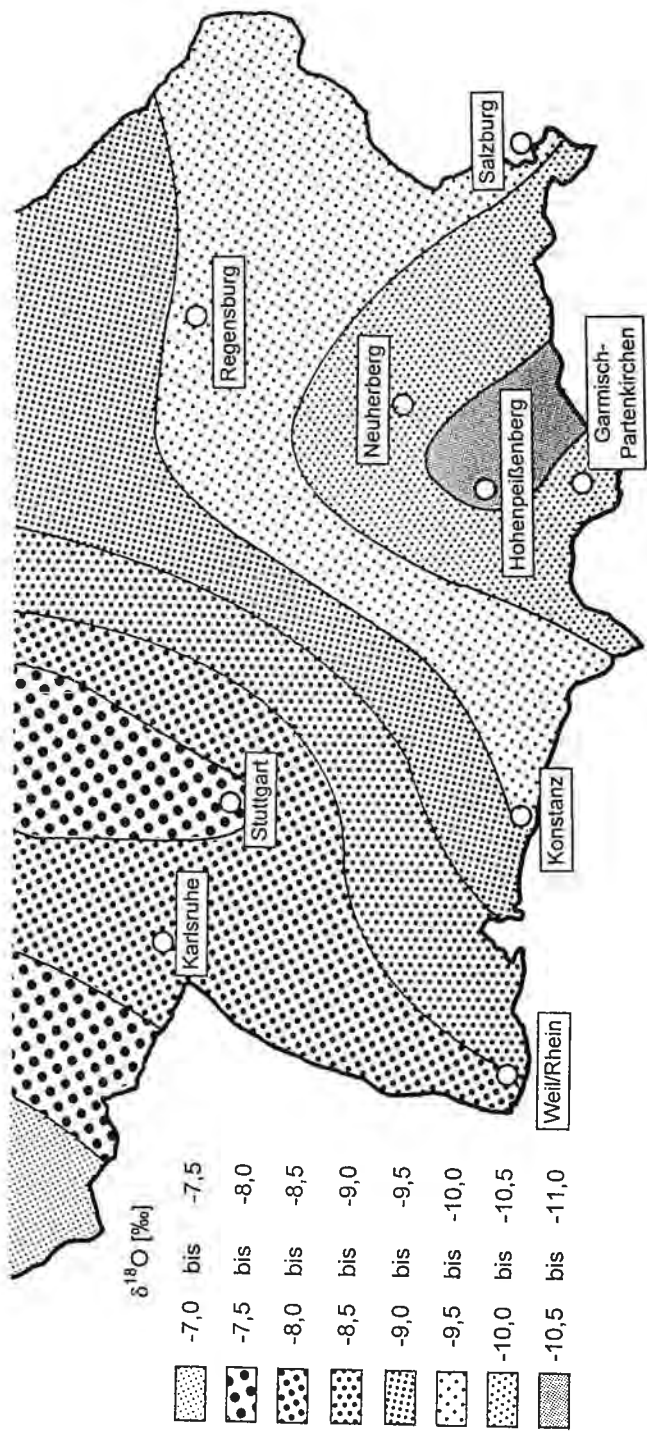 δ¹⁸O [‰]
-7,0 bis -7,5
-7,5 bis -8,0
-8,0 bis -8,5
-8,5 bis -9,0
-9,0 bis -9,5
-9,5 bis -10,0
-10,0 bis -10,5
-10,5 bis -11,0
Karlsruhe
Stuttgart
Regensburg
Weil/Rhein
Konstanz
Neuherberg
Hohenpeißenberg
Garmisch-
Partenkirchen
Salzburg